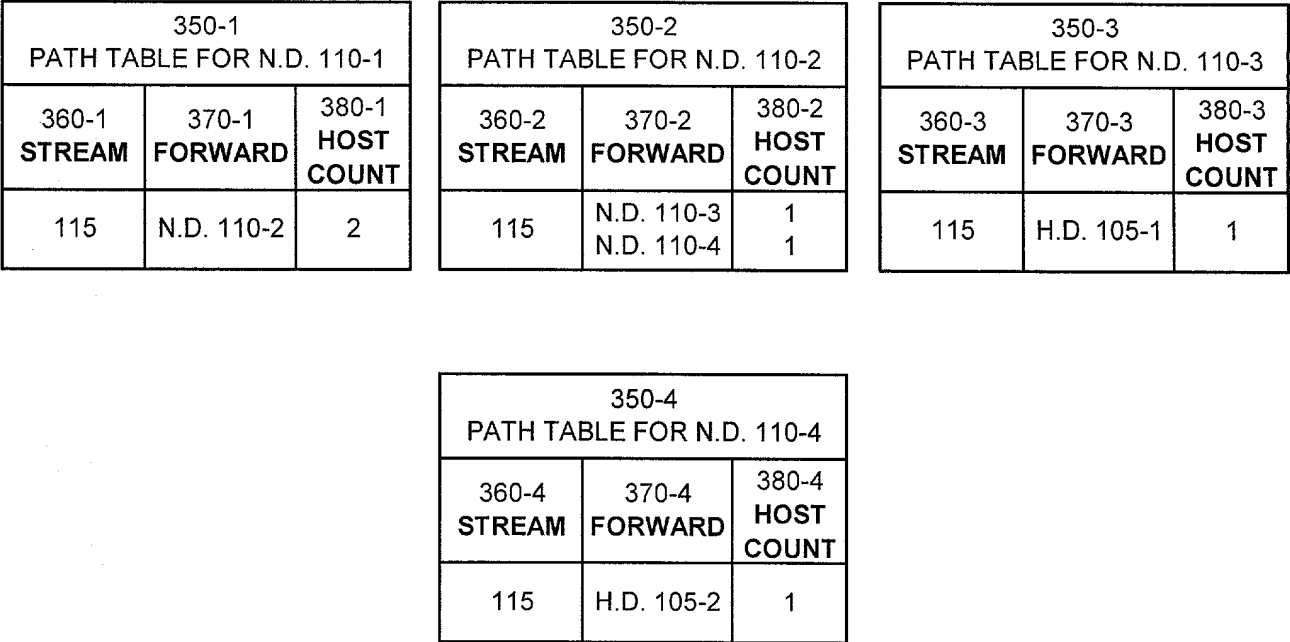 350-1
PATH TABLE FOR N.D. 110-1
360-1
STREAM
370-1
FORWARD
380-1
HOST
COUNT
115
N.D. 110-2
2
350-2
PATH TABLE FOR N.D. 110-2
360-2
STREAM
370-2
FORWARD
380-2
HOST
COUNT
115
N.D. 110-3 1
N.D. 110-4 1
350-3
PATH TABLE FOR N.D. 110-3
360-3
STREAM
370-3
FORWARD
380-3
HOST
COUNT
115
H.D. 105-1
1
350-4
PATH TABLE FOR N.D. 110-4
360-4
STREAM
370-4
FORWARD
380-4
HOST
COUNT
115
H.D. 105-2
1